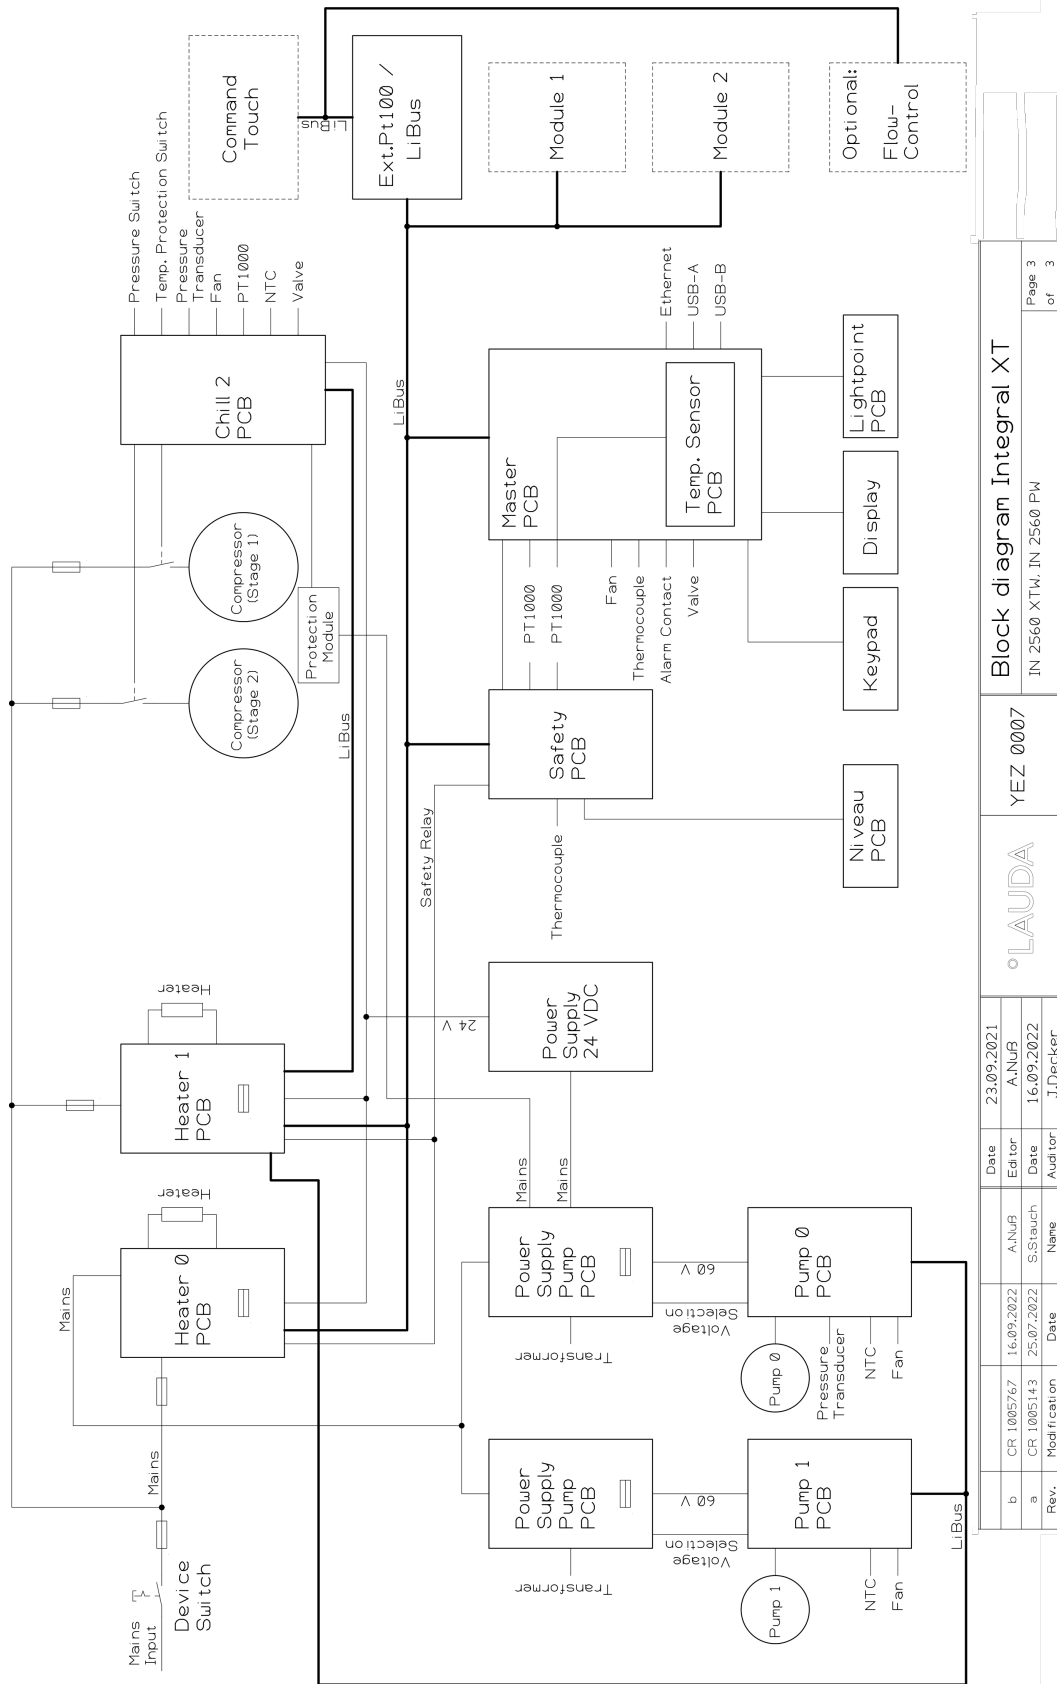 Mains
Input
Device
Switch
Mains
Mains
Heater 0
PCB
Heater
Heater 1
PCB
Heater
Compressor
(Stage 2)
Compressor
(Stage 1)
Protection
Module
Chill 2
PCB
Pressure Switch
Temp. Protection Switch
Pressure
Transducer
Fan
PT1000
NTC
Valve
Command
Touch
LiBus
LiBus
Ext.Pt100 /
LiBus
LiBus
LiBus
Safety Relay
24 V
Power
Supply
Pump
PCB
Transformer
Voltage
Selection
60 V
Power
Supply
Pump
PCB
Mains
Mains
Transformer
Voltage
Selection
60 V
Power
Supply
24 VDC
Thermocouple
Safety
PCB
PT1000
PT1000
Master
PCB
Temp. Sensor
PCB
Fan
Thermocouple
Alarm Contact
Valve
Ethernet
USB-A
USB-B
Module 1
Module 2
Optional:
Flow-
Control
Pump 1
PCB
Pump 1
NTC
Fan
Pump 0
PCB
Pump 0
Pressure
Transducer
NTC
Fan
Niveau
PCB
Keypad
Display
Lightpoint
PCB
LiBus
b
CR 1005767
16.09.2022
A.Nuß
a
CR 1005143
25.07.2022
S.Stauch
Rev.
Modification
Date
Name
Date
23.09.2021
Editor
A.Nuß
Date
16.09.2022
Auditor
J.Decker
°LAUDA
YEZ 0007
Block diagram Integral XT
IN 2560 XTW, IN 2560 PW
Page 3
of 3